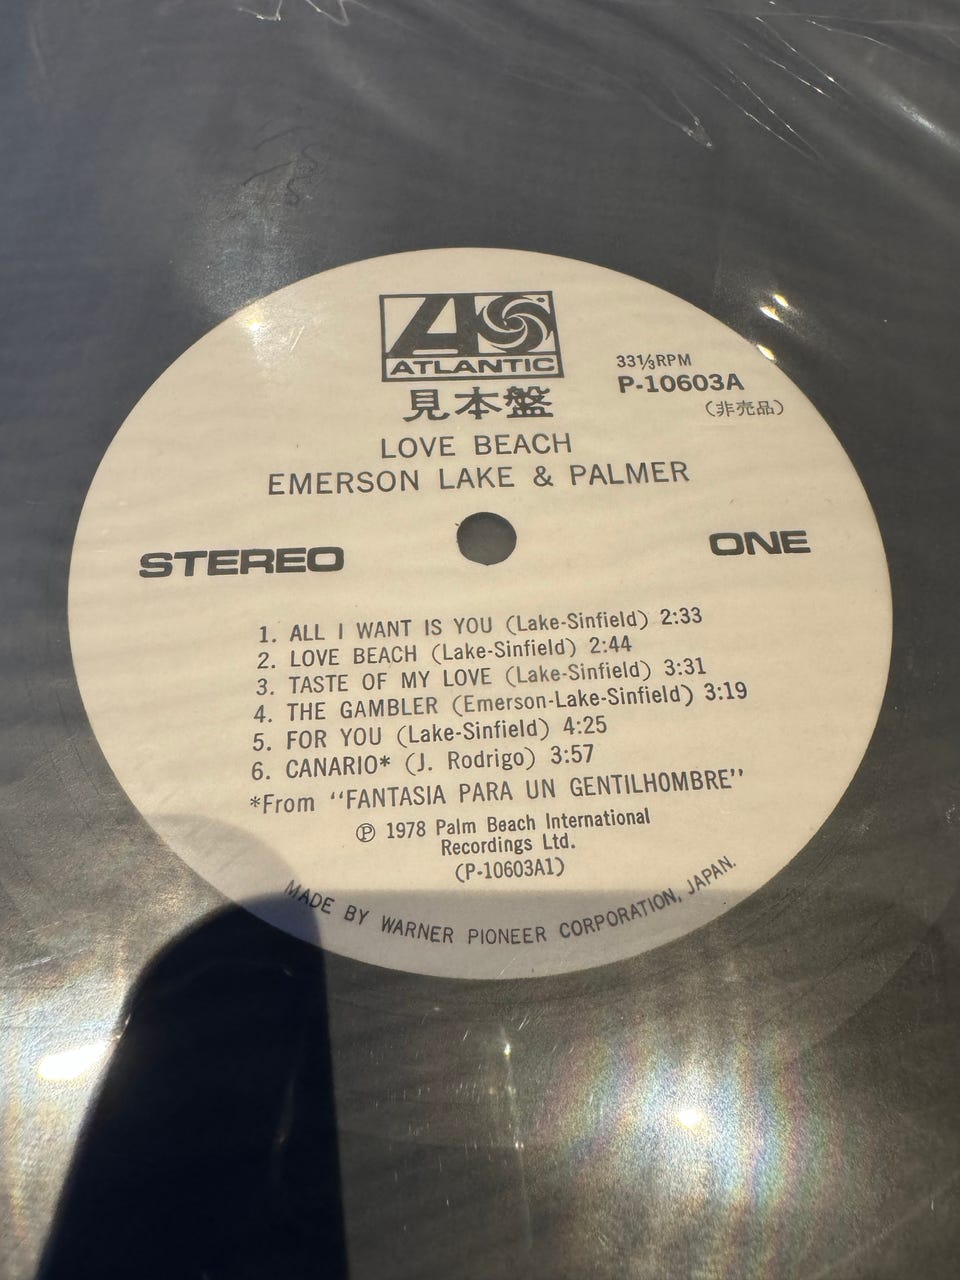 ATLANTIC
見本盤
33⅓RPM
P-10603A
(非売品)
LOVE BEACH
EMERSON LAKE & PALMER
STEREO
ONE
1. ALL I WANT IS YOU (Lake-Sinfield) 2:33
2. LOVE BEACH (Lake-Sinfield) 2:44
3. TASTE OF MY LOVE (Lake-Sinfield) 3:31
4. THE GAMBLER (Emerson-Lake-Sinfield) 3:19
5. FOR YOU (Lake-Sinfield) 4:25
6. CANARIO* (J. Rodrigo) 3:57
*From “FANTASIA PARA UN GENTILHOMBRE”
℗ 1978 Palm Beach International
Recordings Ltd.
(P-10603A1)
MADE BY WARNER PIONEER CORPORATION, JAPAN.